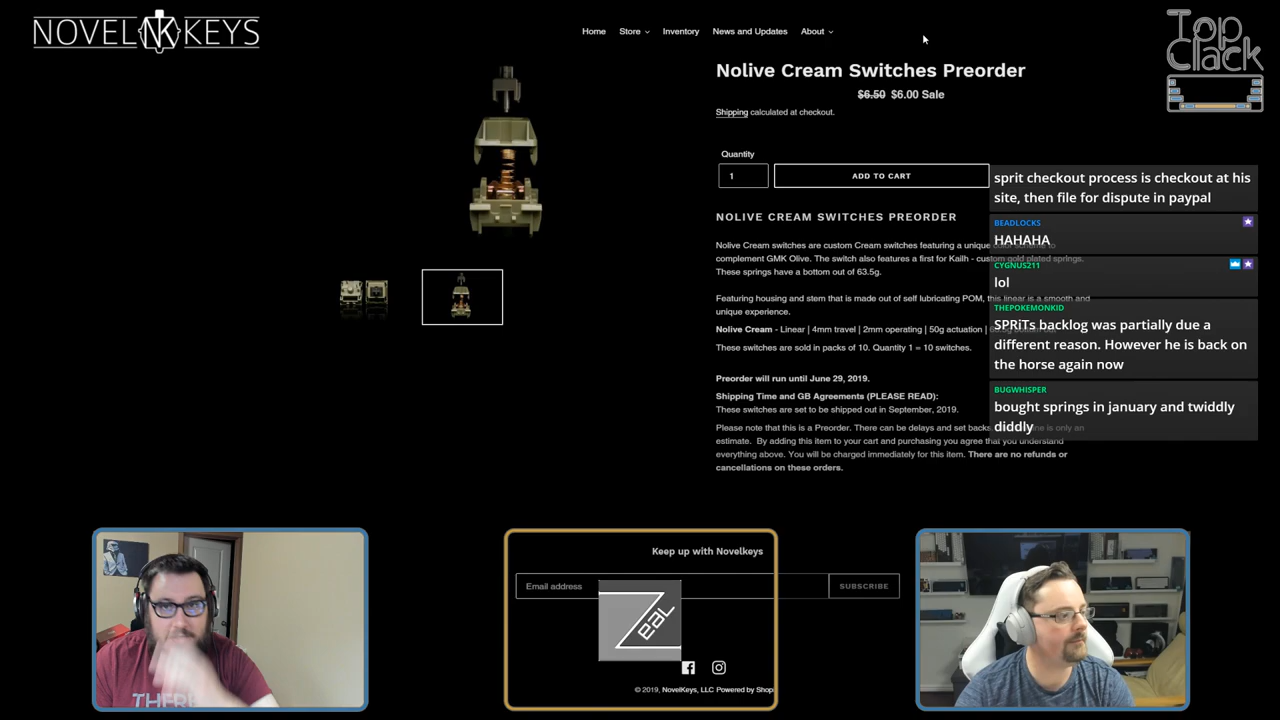 NOVEL NK KEYS
Home Store Inventory News and Updates About
Top
Clack
Nolive Cream Switches Preorder
$6.50 $6.00 Sale
Shipping calculated at checkout.
Quantity
1 ADD TO CART
NOLIVE CREAM SWITCHES PREORDER
Nolive Cream switches are custom Cream switches featuring a unique color scheme to
complement GMK Olive. The switch also features a first for Kailh - custom gold plated springs.
These springs have a bottom out of 63.5g.
Featuring housing and stem that is made out of self lubricating POM, this linear is a smooth and
unique experience.
Nolive Cream - Linear | 4mm travel | 2mm operating | 50g actuation |
These switches are sold in packs of 10. Quantity 1 = 10 switches.
Preorder will run until June 29, 2019.
Shipping Time and GB Agreements (PLEASE READ):
These switches are set to be shipped out in September, 2019.
Please note that this is a Preorder. There can be delays and set backs is only an
estimate. By adding this item to your cart and purchasing you agree that you understand
everything above. You will be charged immediately for this item. There are no refunds or
cancellations on these orders.
sprit checkout process is checkout at his
site, then file for dispute in paypal
BEADLOCKS
HAHAHA
CYGNUS211
lol
THEPOKEMONKID
SPRiTs backlog was partially due a
different reason. However he is back on
the horse again now
BUGWHISPER
bought springs in january and twiddly
diddly
Keep up with Novelkeys
Email address SUBSCRIBE
Zeal
© 2019, NovelKeys, LLC Powered by Shop
THERE